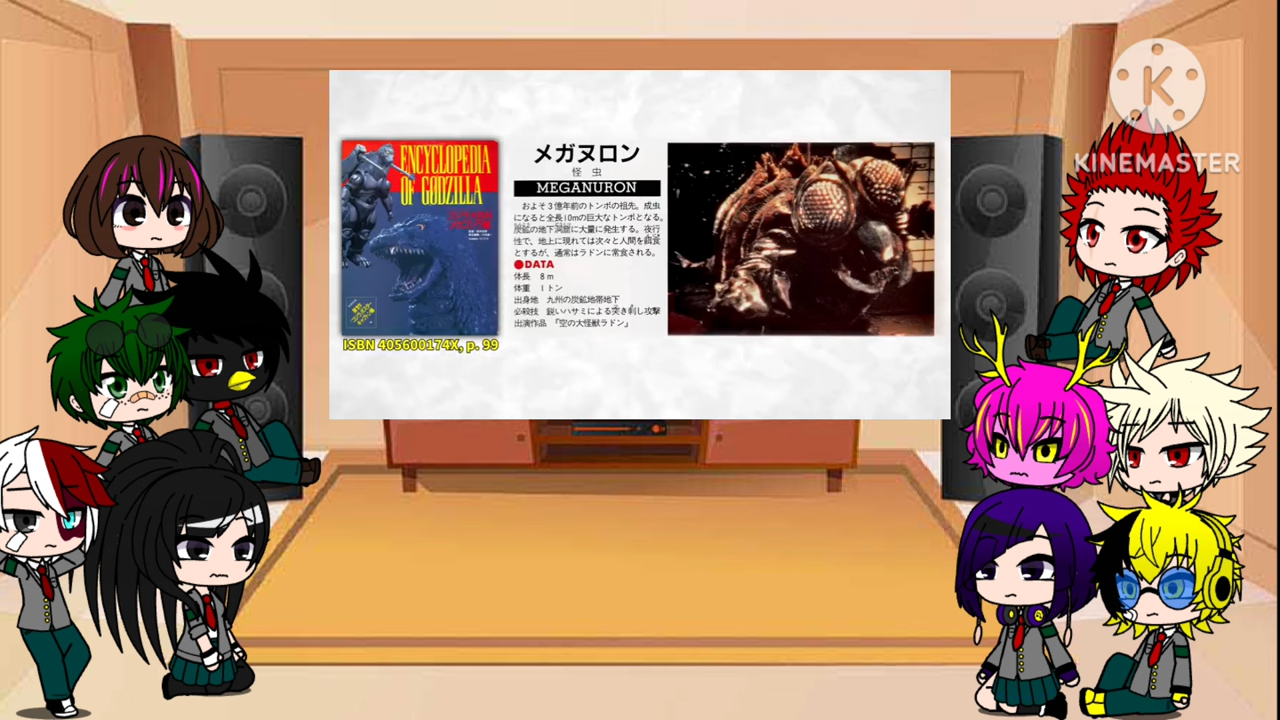 K
KINEMASTER
ENCYCLOPEDIA
OF GODZILLA
ISBN 405600174X, p. 99
メガヌロン
怪 虫
MEGANURON
およそ3億年前のトンボの祖先。成虫
になると全長10mの巨大なトンボとなる。
炭鉱の地下洞窟に大量に発生する。夜行
性で、地上に現れては次々と人間を餌食
とするが、通常はラドンに常食される。
●DATA
体長 8m
体重 1トン
出身地 九州の炭鉱地帯地下
必殺技 鋭いハサミによる突き刺し攻撃
出演作品 『空の大怪獣ラドン』